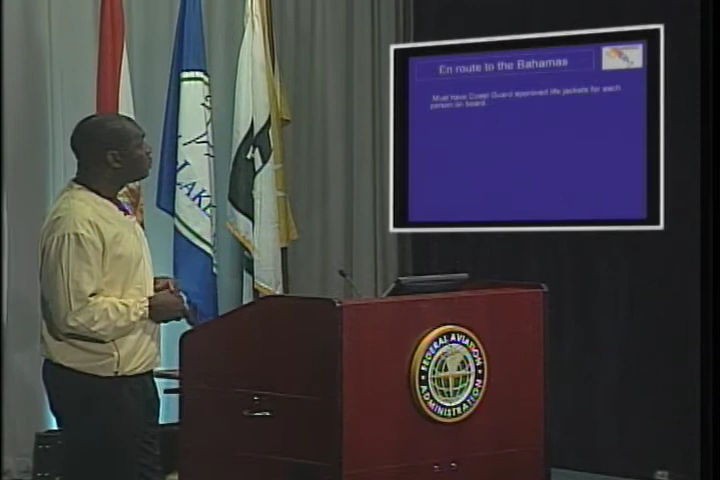 En route to the Bahamas
Must have Coast Guard approved life jackets for each
person on board.
LAKE
FEDERAL AVIATION
ADMINISTRATION